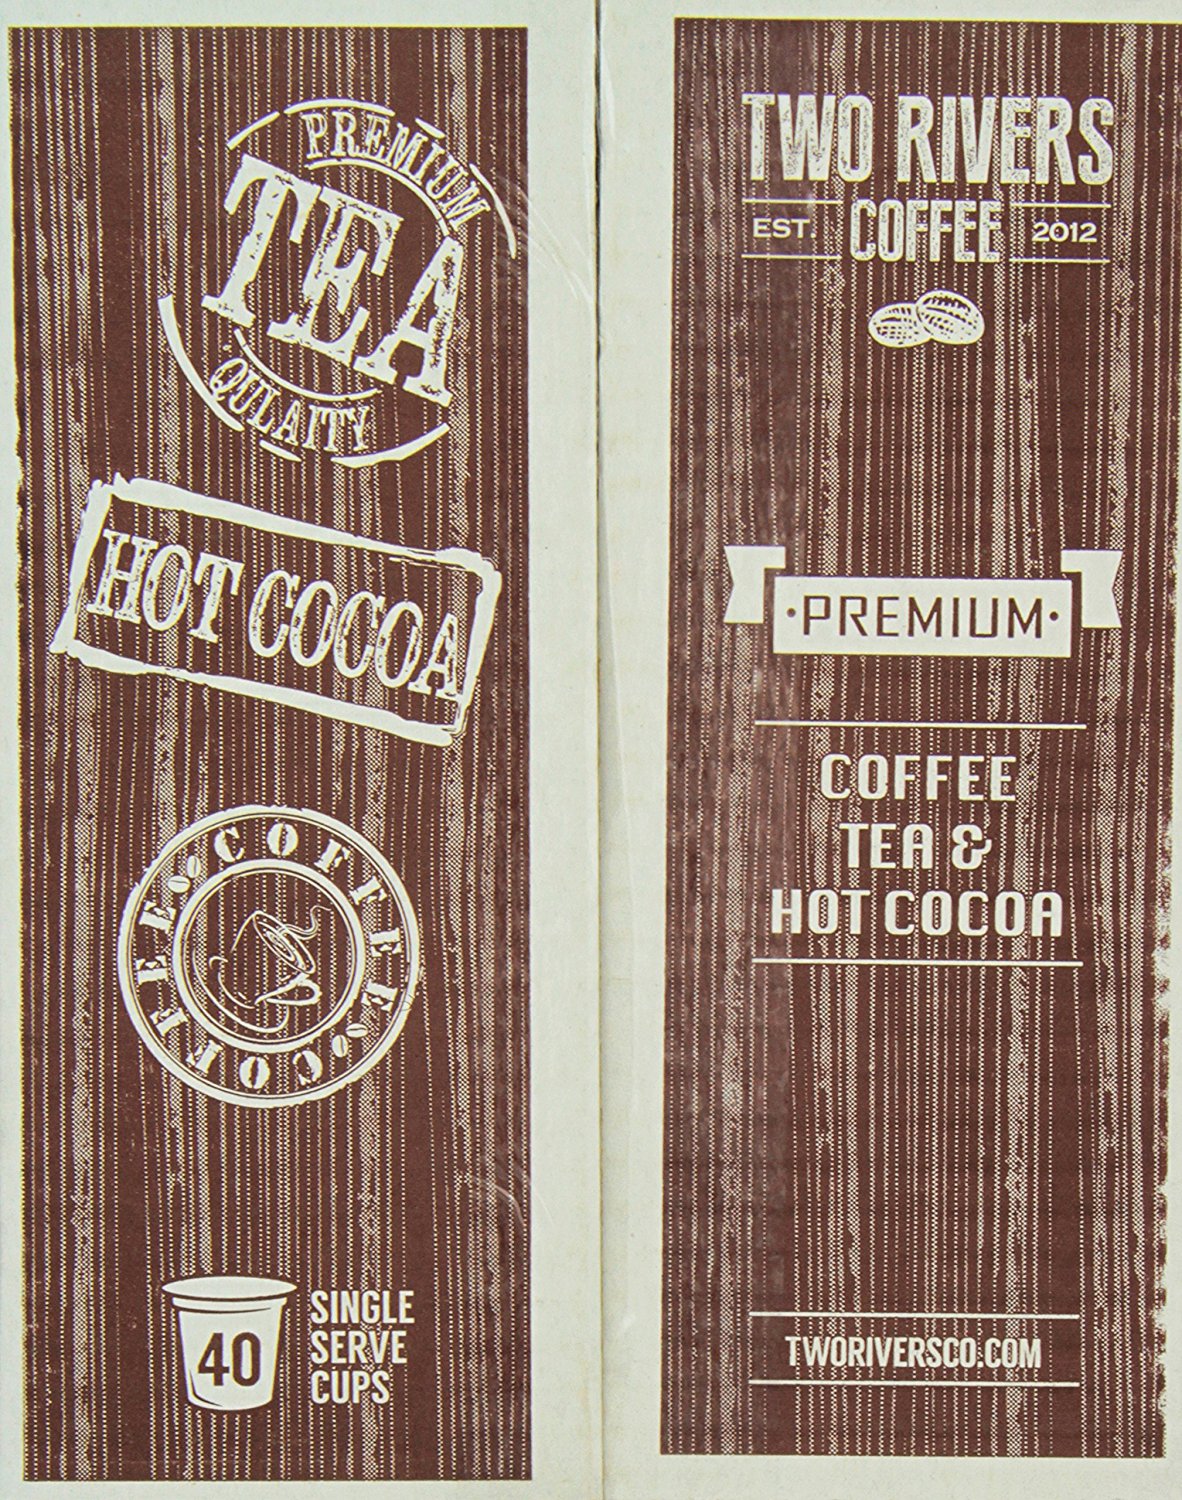 PREMIUM
TEA
QULAITY
HOT COCOA
COFFEE
COFFEE
40
SINGLE
SERVE
CUPS
TWO RIVERS
EST. COFFEE 2012
·PREMIUM·
COFFEE
TEA &
HOT COCOA
TWORIVERSCO.COM